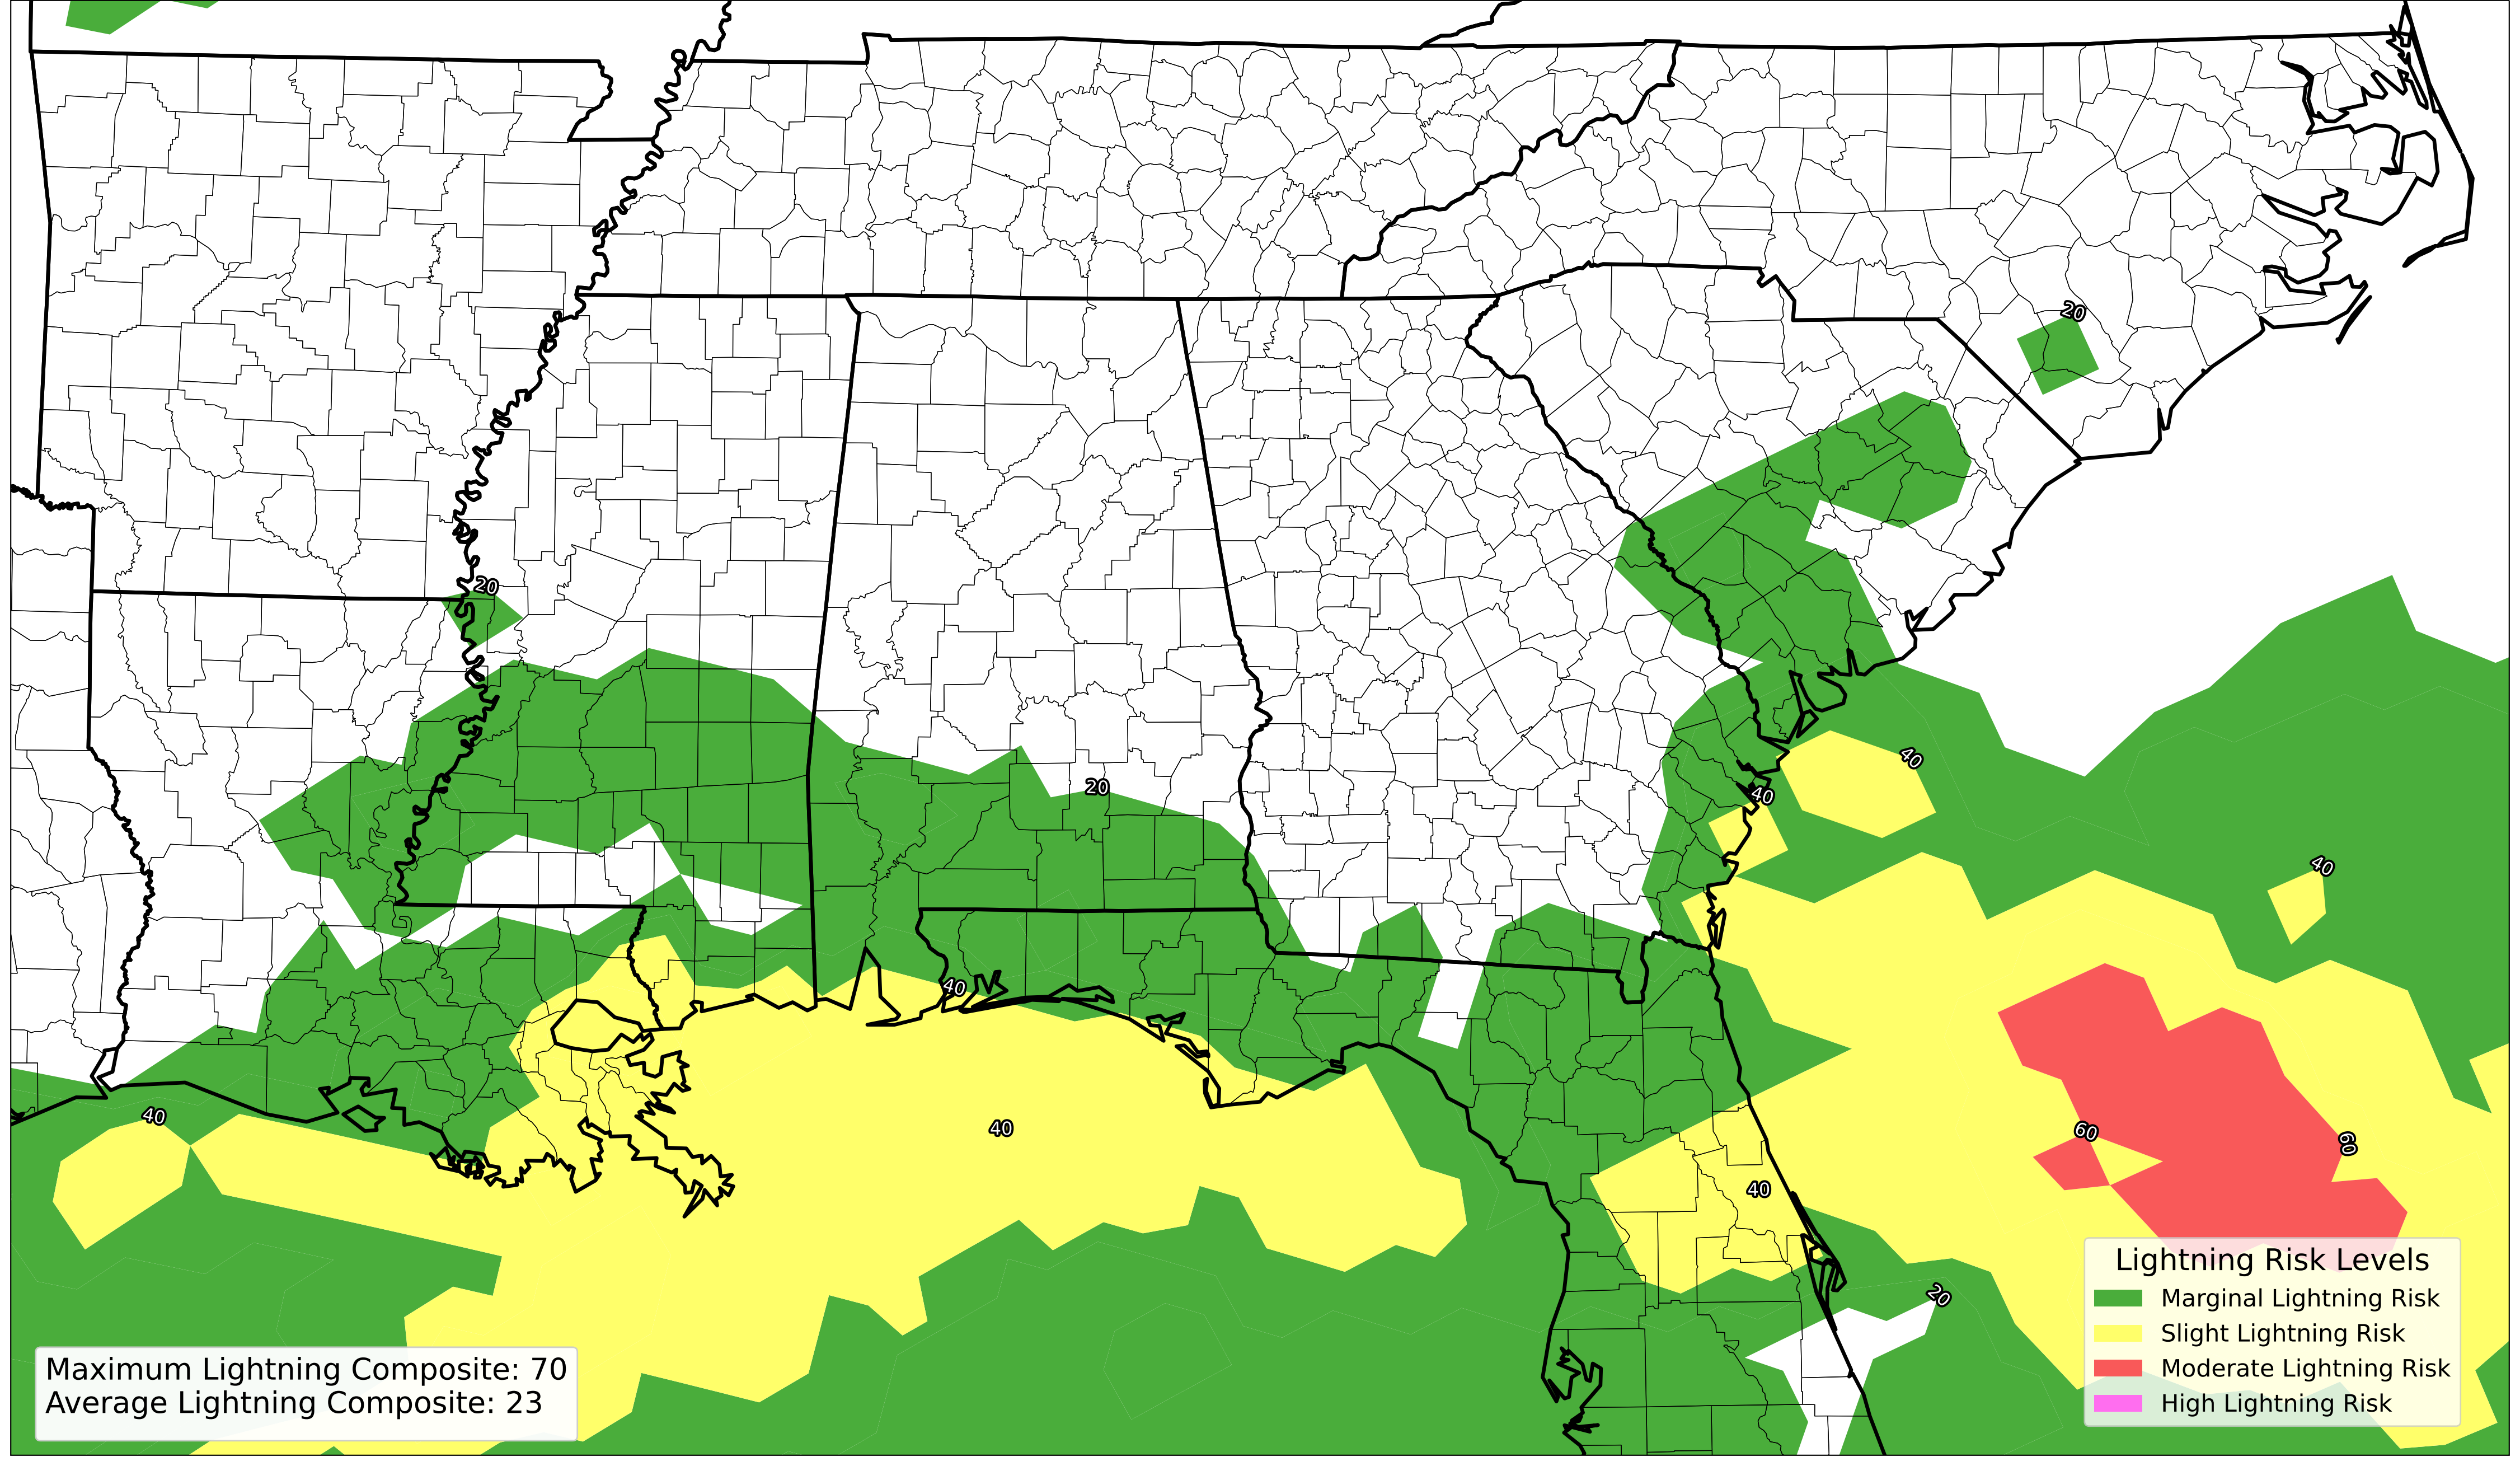 20
20
20
40
40
40
40
40
40
60
60
40
20
Lightning Risk Levels
Marginal Lightning Risk
Slight Lightning Risk
Moderate Lightning Risk
High Lightning Risk
Maximum Lightning Composite: 70
Average Lightning Composite: 23